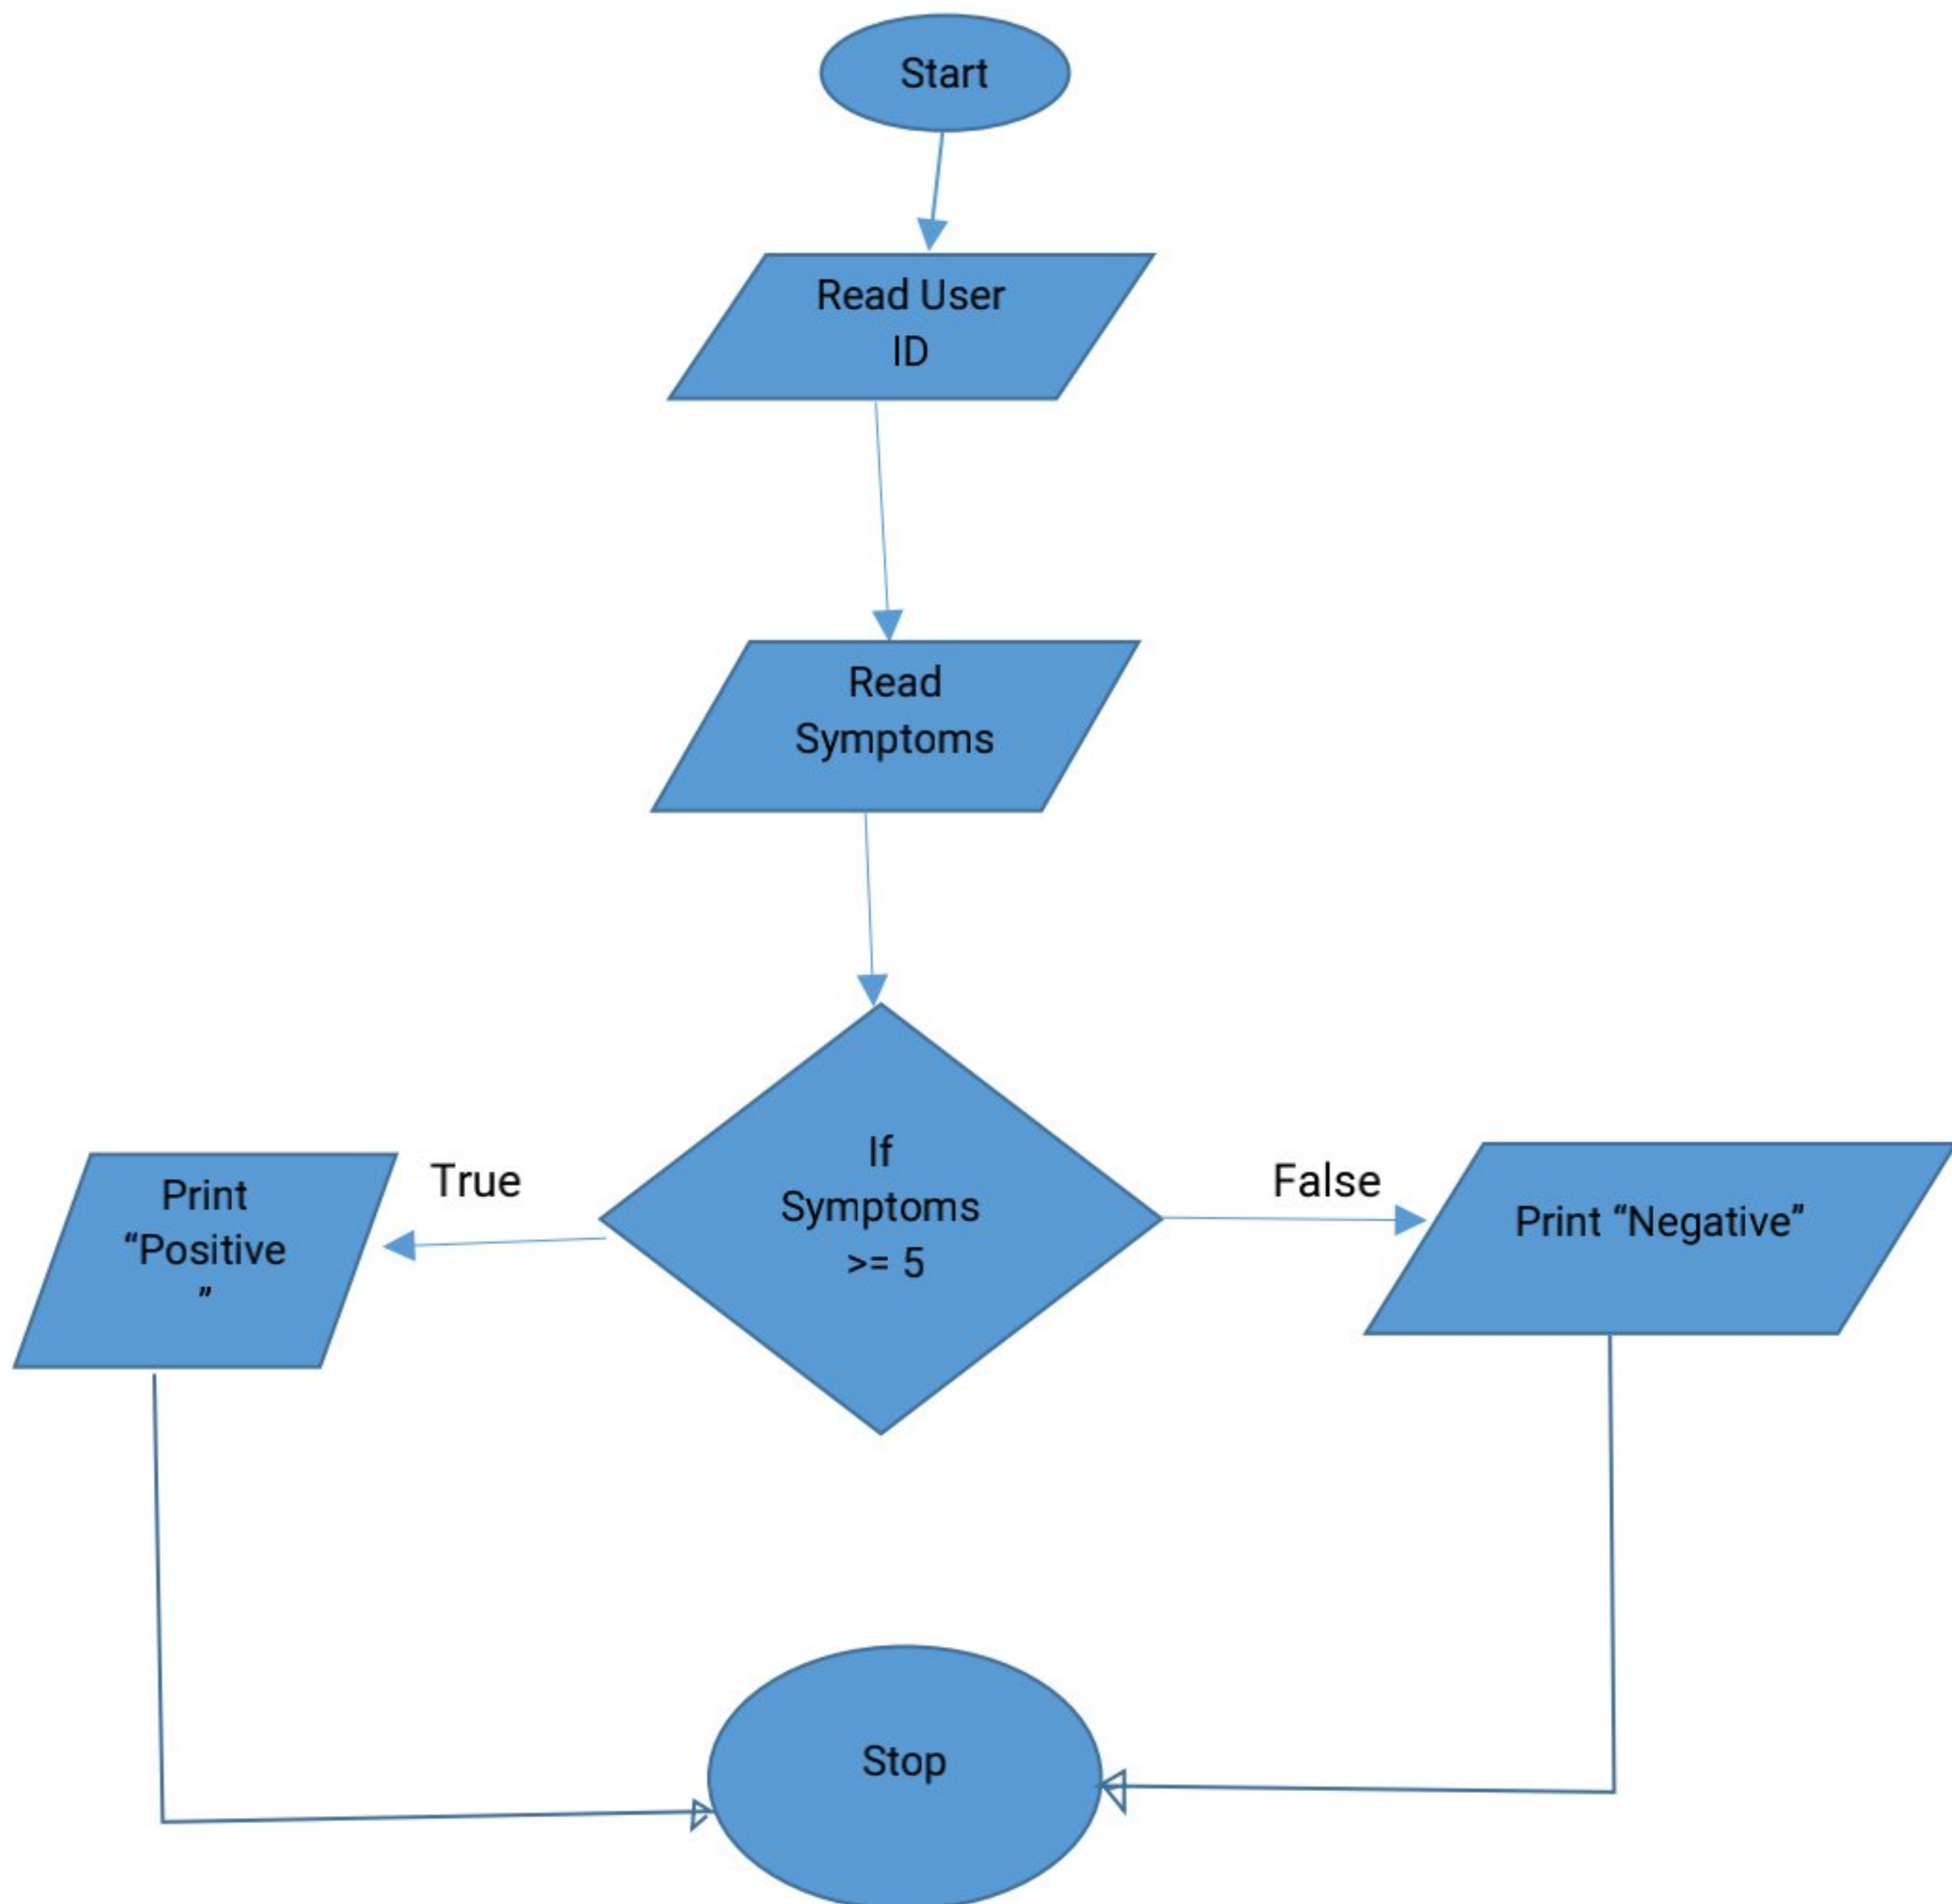 Start
Read User
ID
Read
Symptoms
If
Symptoms
>= 5
True
Print
“Positive
”
False
Print “Negative”
Stop